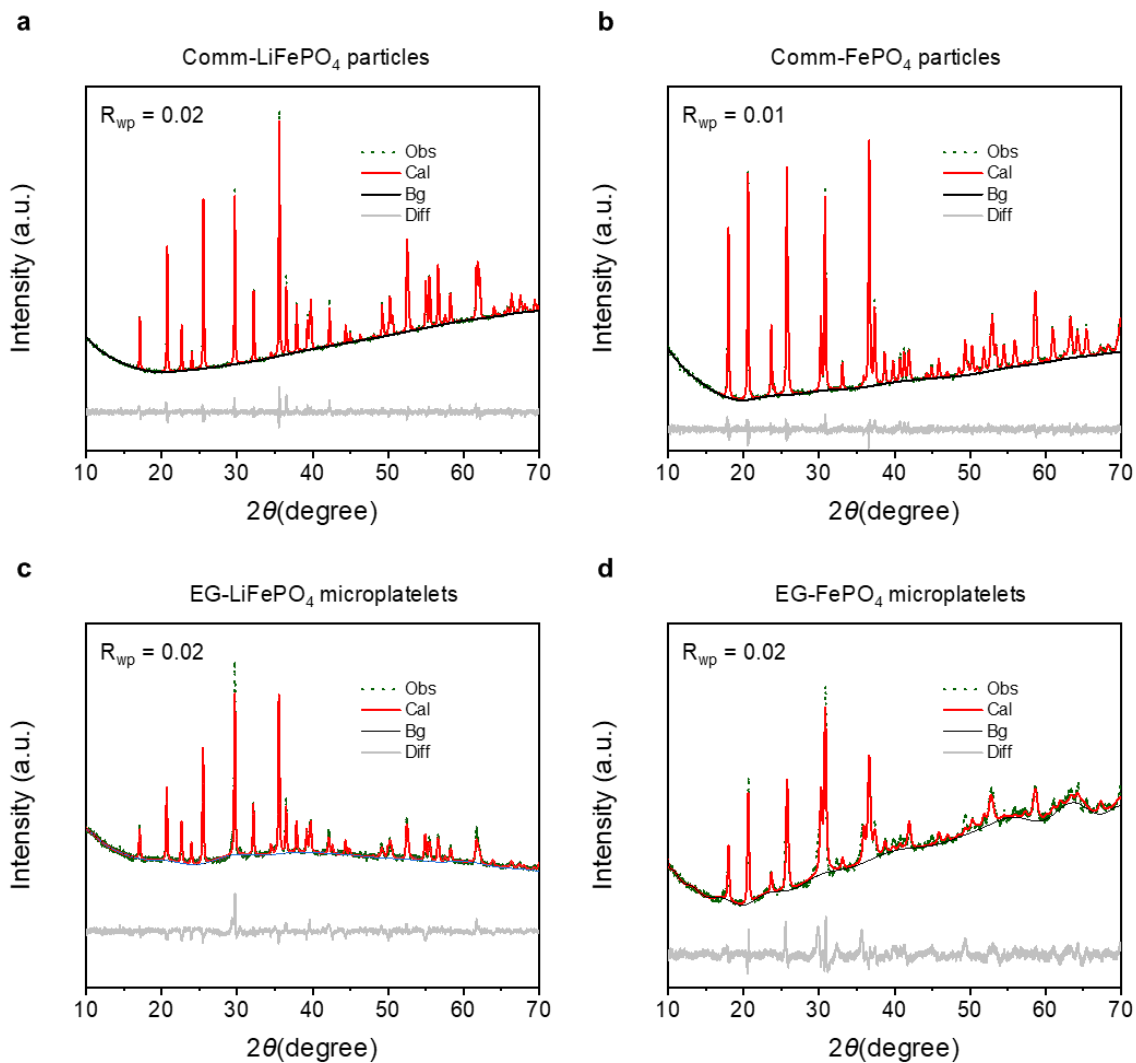 a
Comm-LiFePO₄ particles
R_wp = 0.02
Obs
Cal
Bg
Diff
Intensity (a.u.)
10 20 30 40 50 60 70
2θ(degree)
b
Comm-FePO₄ particles
R_wp = 0.01
Obs
Cal
Bg
Diff
Intensity (a.u.)
10 20 30 40 50 60 70
2θ(degree)
c
EG-LiFePO₄ microplatelets
R_wp = 0.02
Obs
Cal
Bg
Diff
Intensity (a.u.)
10 20 30 40 50 60 70
2θ(degree)
d
EG-FePO₄ microplatelets
R_wp = 0.02
Obs
Cal
Bg
Diff
Intensity (a.u.)
10 20 30 40 50 60 70
2θ(degree)